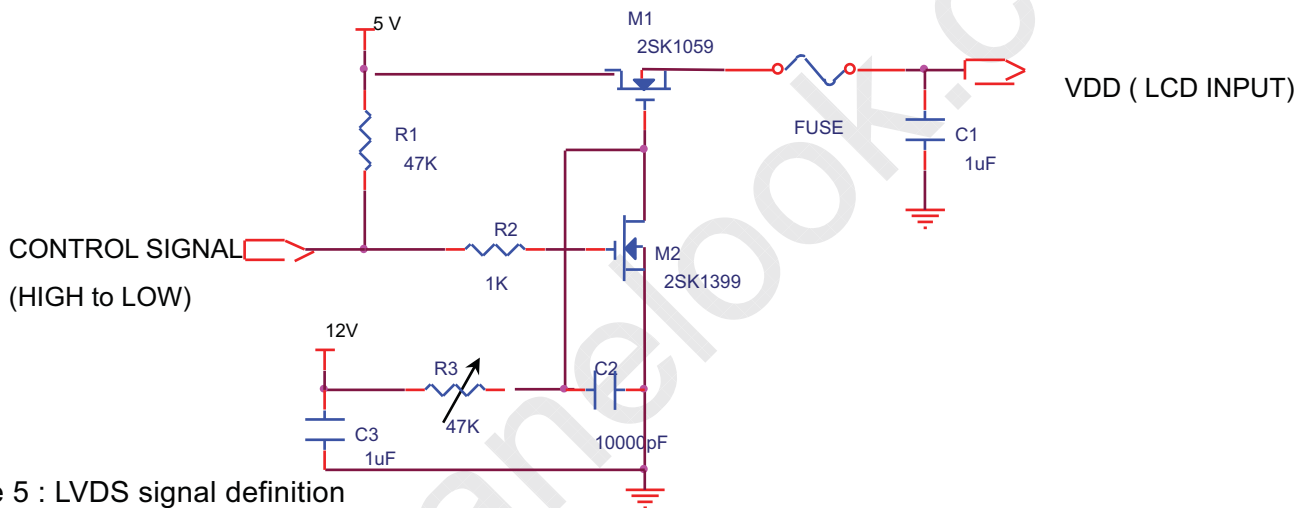 5 V
M1
2SK1059
VDD ( LCD INPUT)
FUSE
C1
1uF
R1
47K
CONTROL SIGNAL
(HIGH to LOW)
R2
1K
M2
2SK1399
12V
R3
47K
C2
10000pF
C3
1uF
5 : LVDS signal definition